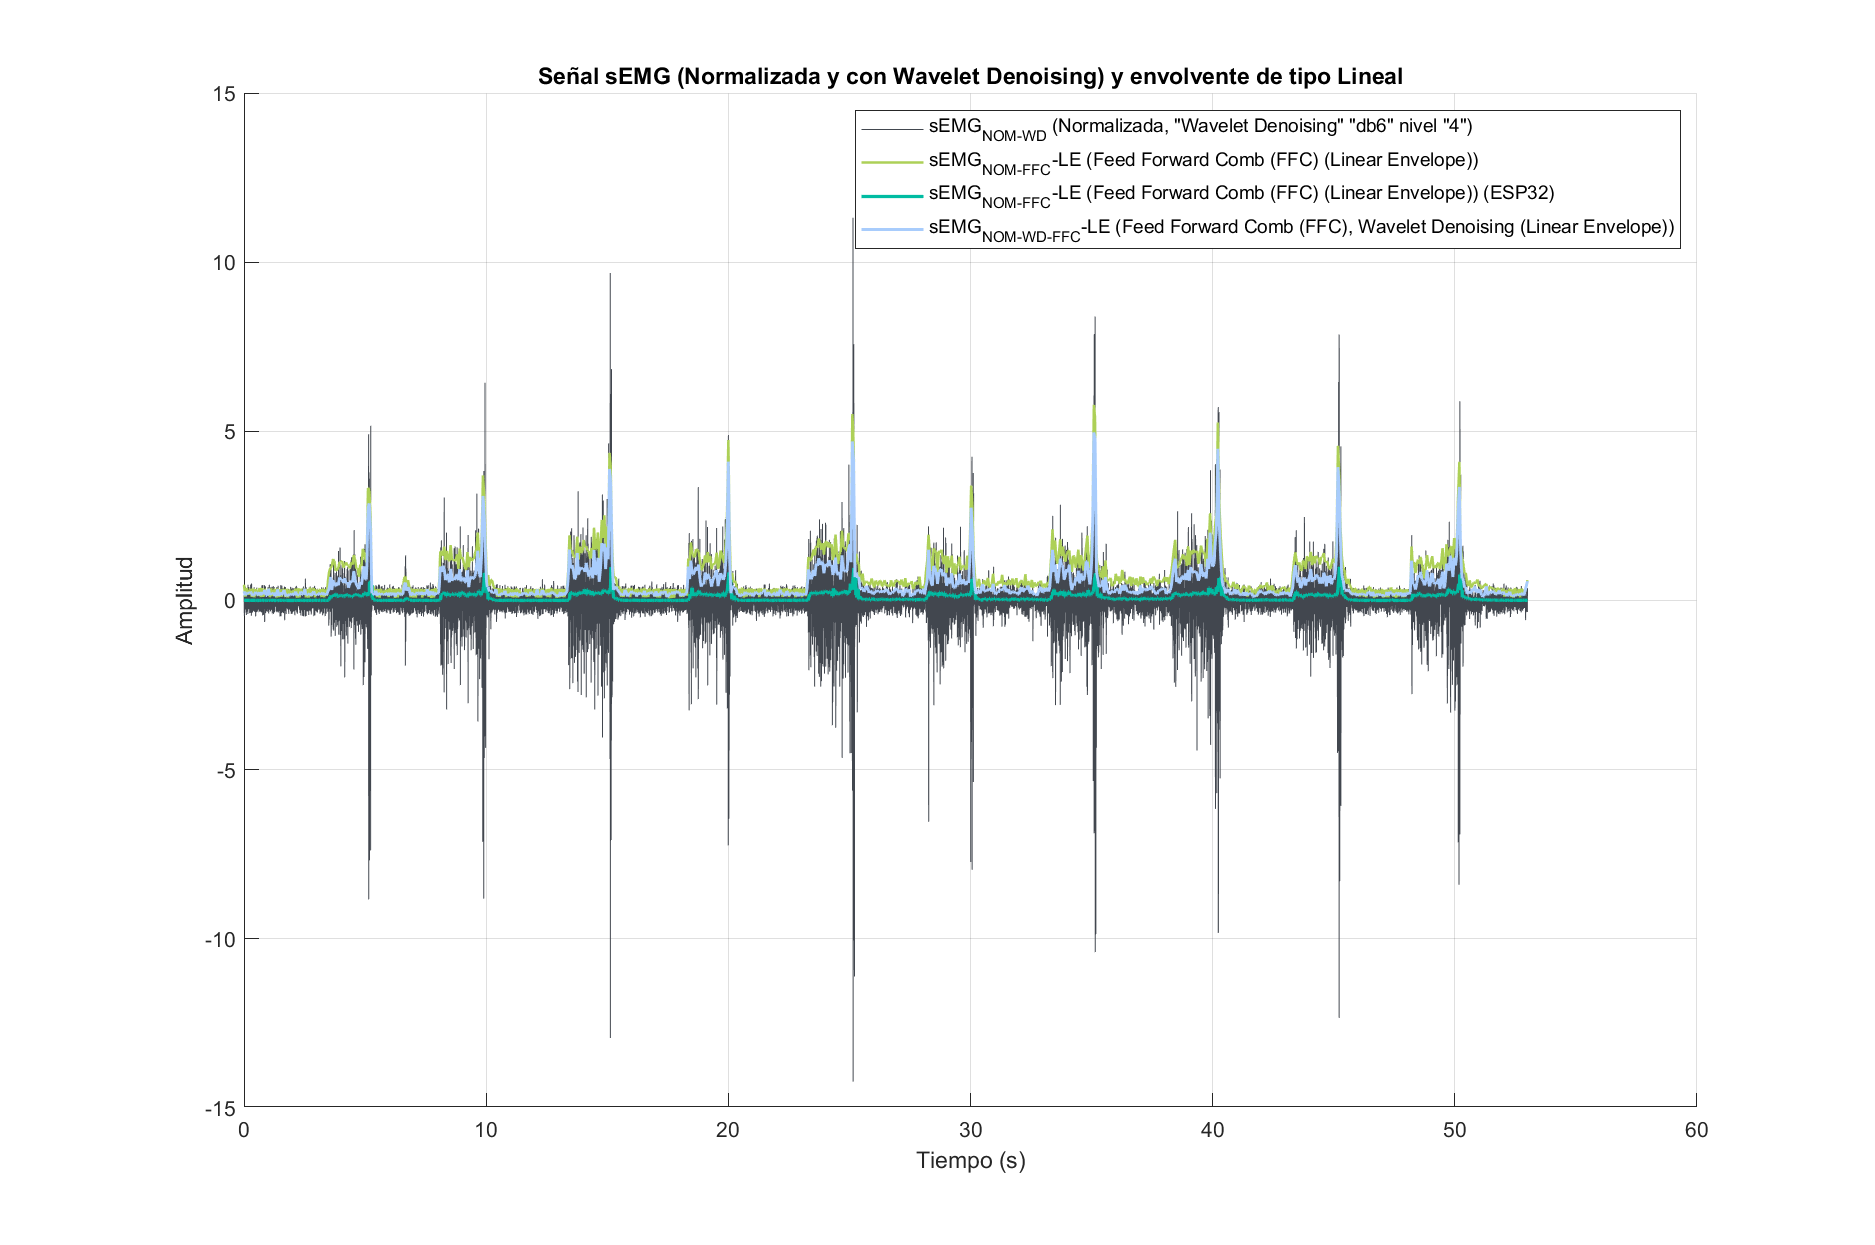 Señal sEMG (Normalizada y con Wavelet Denoising) y envolvente de tipo Lineal
sEMG_NOM-WD (Normalizada, "Wavelet Denoising" "db6" nivel "4")
sEMG_NOM-FFC-LE (Feed Forward Comb (FFC) (Linear Envelope))
sEMG_NOM-FFC-LE (Feed Forward Comb (FFC) (Linear Envelope)) (ESP32)
sEMG_NOM-WD-FFC-LE (Feed Forward Comb (FFC), Wavelet Denoising (Linear Envelope))
15
10
5
0
-5
-10
-15
Amplitud
0 10 20 30 40 50 60
Tiempo (s)